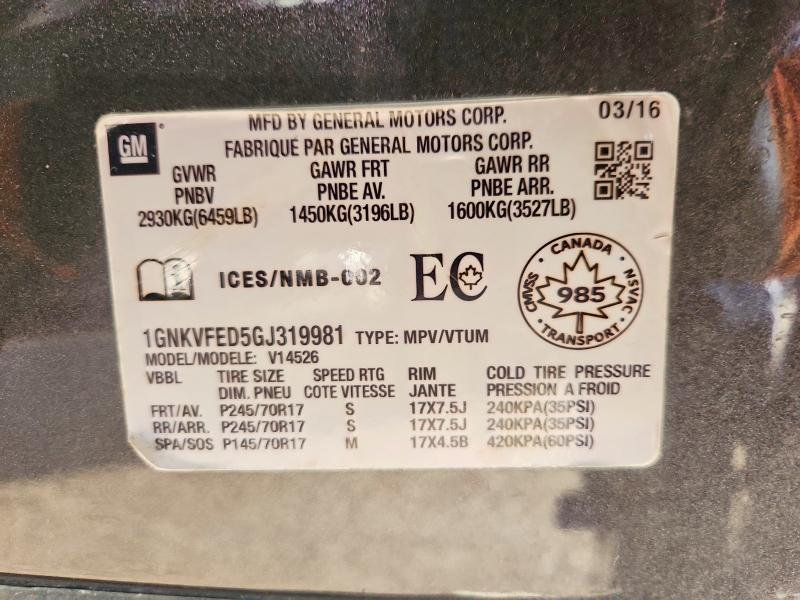 MFD BY GENERAL MOTORS CORP. 03/16
GM
FABRIQUÉ PAR GENERAL MOTORS CORP.
GVWR GAWR FRT GAWR RR
PNBV PNBE AV. PNBE ARR.
2930KG(6459LB) 1450KG(3196LB) 1600KG(3527LB)
ICES/NMB-002 EC
CANADA
CMVSS 985 NSVAC
TRANSPORT
1GNKVFED5GJ319981 TYPE: MPV/VTUM
MODEL/MODELE: V14526
VBBL TIRE SIZE SPEED RTG RIM COLD TIRE PRESSURE
DIM. PNEU COTE VITESSE JANTE PRESSION A FROID
FRT/AV. P245/70R17 S 17X7.5J 240KPA(35PSI)
RR/ARR. P245/70R17 S 17X7.5J 240KPA(35PSI)
SPA/SOS P145/70R17 M 17X4.5B 420KPA(60PSI)